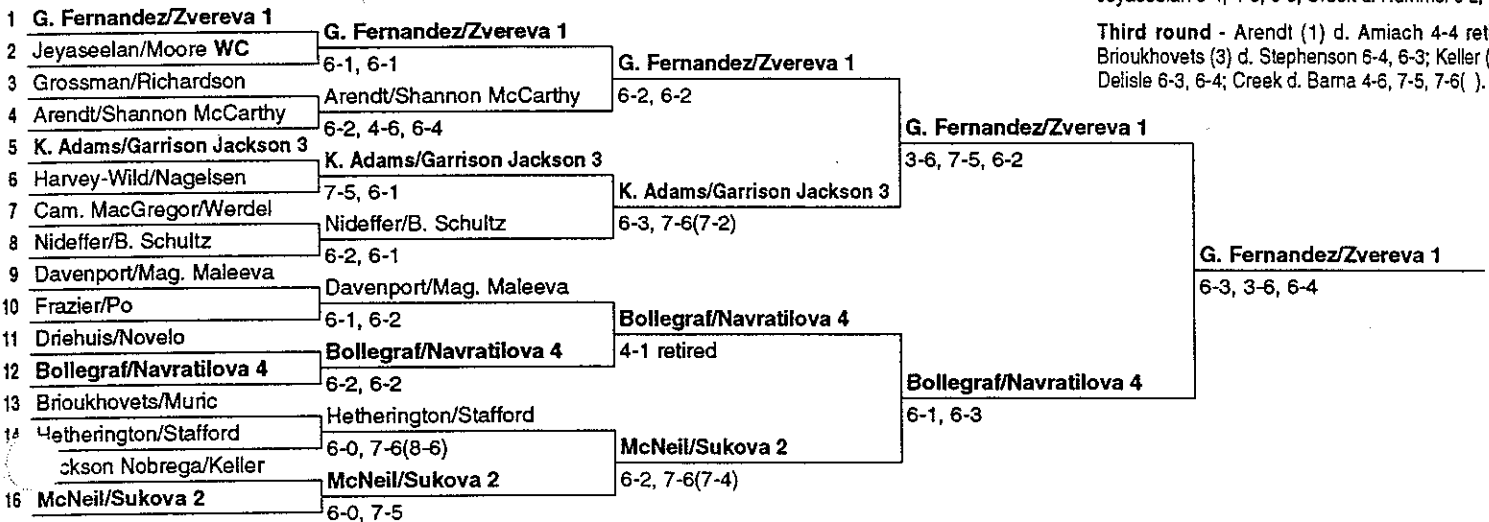 Jeyaseelan
Third round - Arendt (1) d. Amiach 4-4 ret
Brioukhovets (3) d. Stephenson 6-4, 6-3; Keller (
Delisle 6-3, 6-4; Creek d. Barna 4-6, 7-5, 7-6( ).
1 G. Fernandez/Zvereva 1
2 Jeyaseelan/Moore WC
3 Grossman/Richardson
4 Arendt/Shannon McCarthy
5 K. Adams/Garrison Jackson 3
6 Harvey-Wild/Nagelsen
7 Cam. MacGregor/Werdel
8 Nideffer/B. Schultz
9 Davenport/Mag. Maleeva
10 Frazier/Po
11 Driehuis/Novelo
12 Bollegraf/Navratilova 4
13 Brioukhovets/Muric
14 Hetherington/Stafford
ckson Nobrega/Keller
16 McNeil/Sukova 2
G. Fernandez/Zvereva 1
6-1, 6-1
Arendt/Shannon McCarthy
6-2, 4-6, 6-4
K. Adams/Garrison Jackson 3
7-5, 6-1
Nideffer/B. Schultz
6-2, 6-1
Davenport/Mag. Maleeva
6-1, 6-2
Bollegraf/Navratilova 4
6-2, 6-2
Hetherington/Stafford
6-0, 7-6(8-6)
McNeil/Sukova 2
6-0, 7-5
G. Fernandez/Zvereva 1
6-2, 6-2
K. Adams/Garrison Jackson 3
6-3, 7-6(7-2)
Bollegraf/Navratilova 4
4-1 retired
McNeil/Sukova 2
6-2, 7-6(7-4)
G. Fernandez/Zvereva 1
3-6, 7-5, 6-2
Bollegraf/Navratilova 4
6-1, 6-3
G. Fernandez/Zvereva 1
6-3, 3-6, 6-4